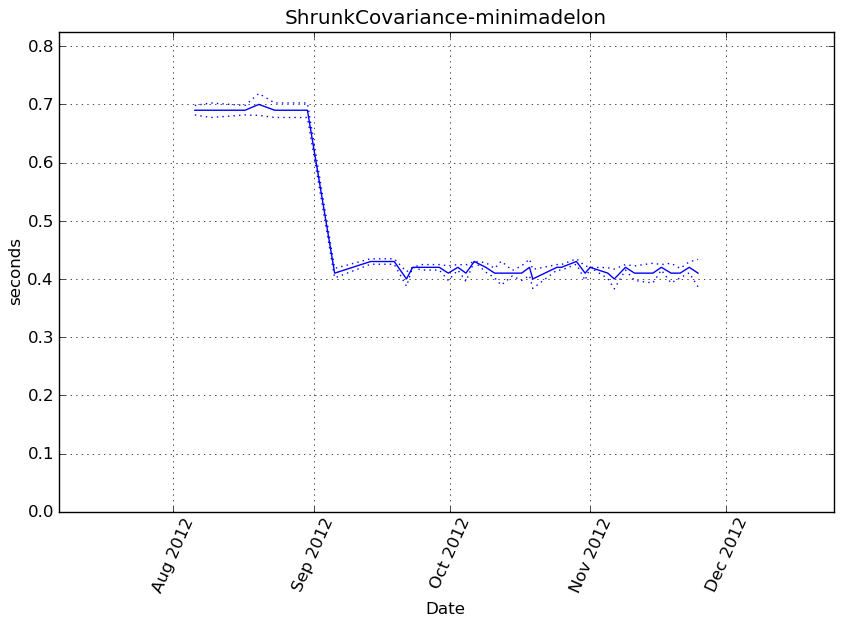 ShrunkCovariance-minimadelon
0.8
0.7
0.6
0.5
0.4
0.3
0.2
0.1
0.0
seconds
Aug 2012
Sep 2012
Oct 2012
Nov 2012
Dec 2012
Date